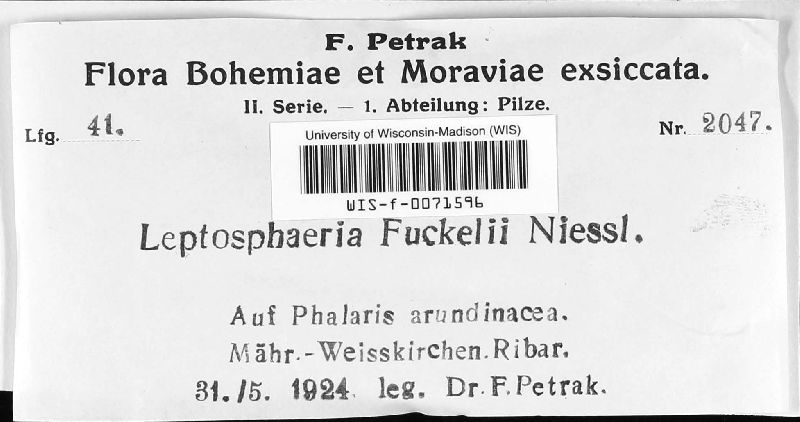 F. Petrak
Flora Bohemiae et Moraviae exsiccata.
II. Serie. — 1. Abteilung: Pilze.
Lfg. 41.
Nr. 2047.
University of Wisconsin-Madison (WIS)
WIS-f-0071596
Leptosphaeria Fuckelii Niessl.
Auf Phalaris arundinacea.
Mähr.-Weisskirchen.Ribar.
31./5. 1924. leg. Dr.F.Petrak.